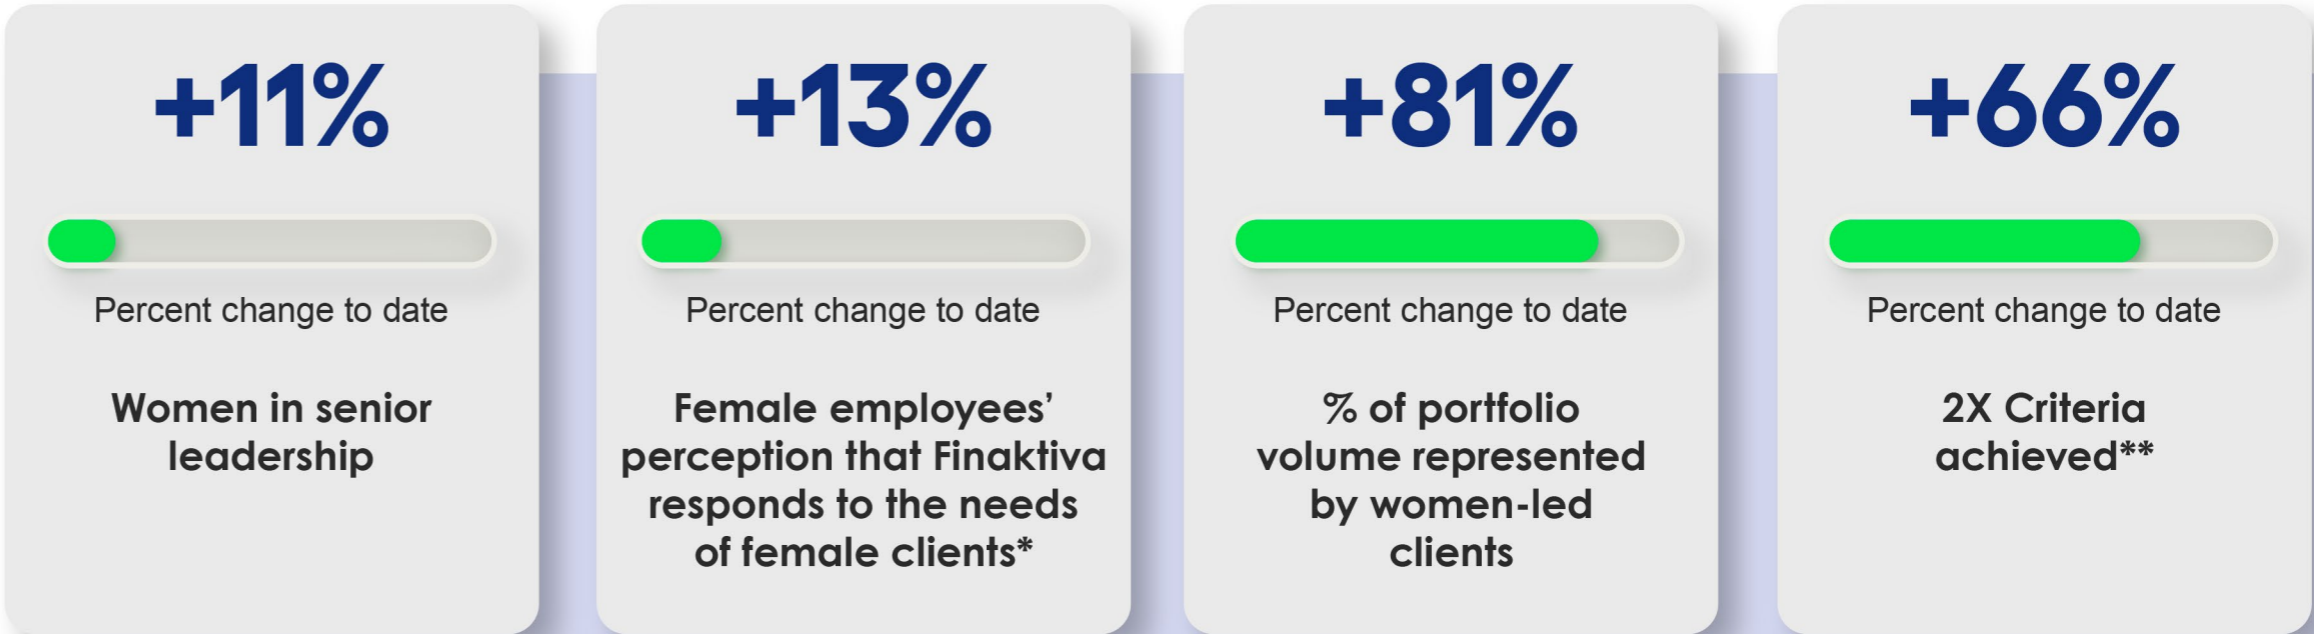 +11%
Percent change to date
Women in senior
leadership
+13%
Percent change to date
Female employees’
perception that Finaktiva
responds to the needs
of female clients*
+81%
Percent change to date
% of portfolio
volume represented
by women-led
clients
+66%
Percent change to date
2X Criteria
achieved**